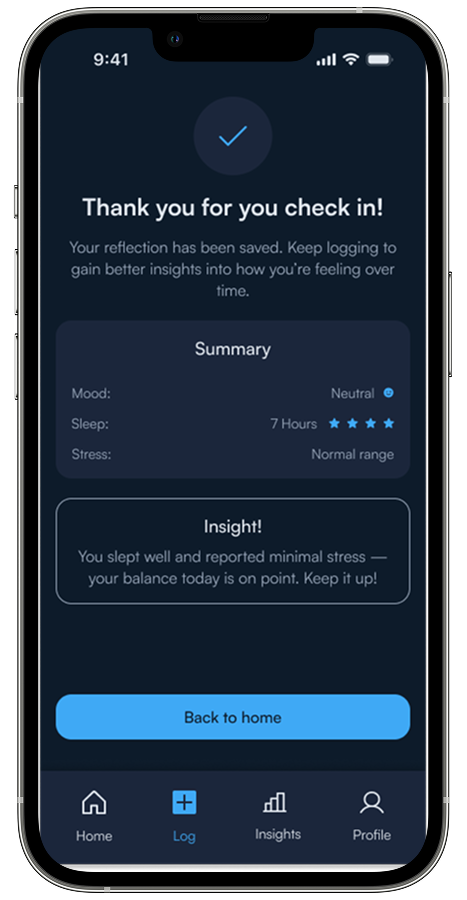 9:41
Thank you for you check in!
Your reflection has been saved. Keep logging to
gain better insights into how you're feeling over
time.
Summary
Mood: Neutral
Sleep: 7 Hours
Stress: Normal range
Insight!
You slept well and reported minimal stress —
your balance today is on point. Keep it up!
Back to home
Home Log Insights Profile